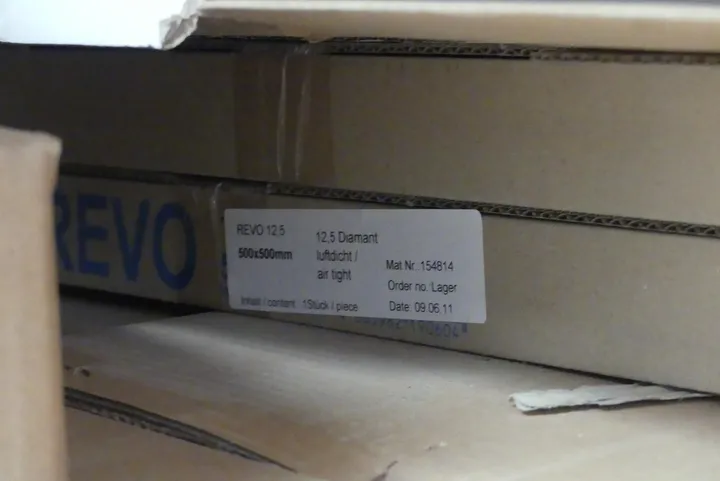 REVO
REVO 12,5
500x500mm
12,5 Diamant
luftdicht /
air tight
Mat.Nr.:154814
Order no.:Lager
Inhalt / content : 1Stück / piece
Date: 09.06.11